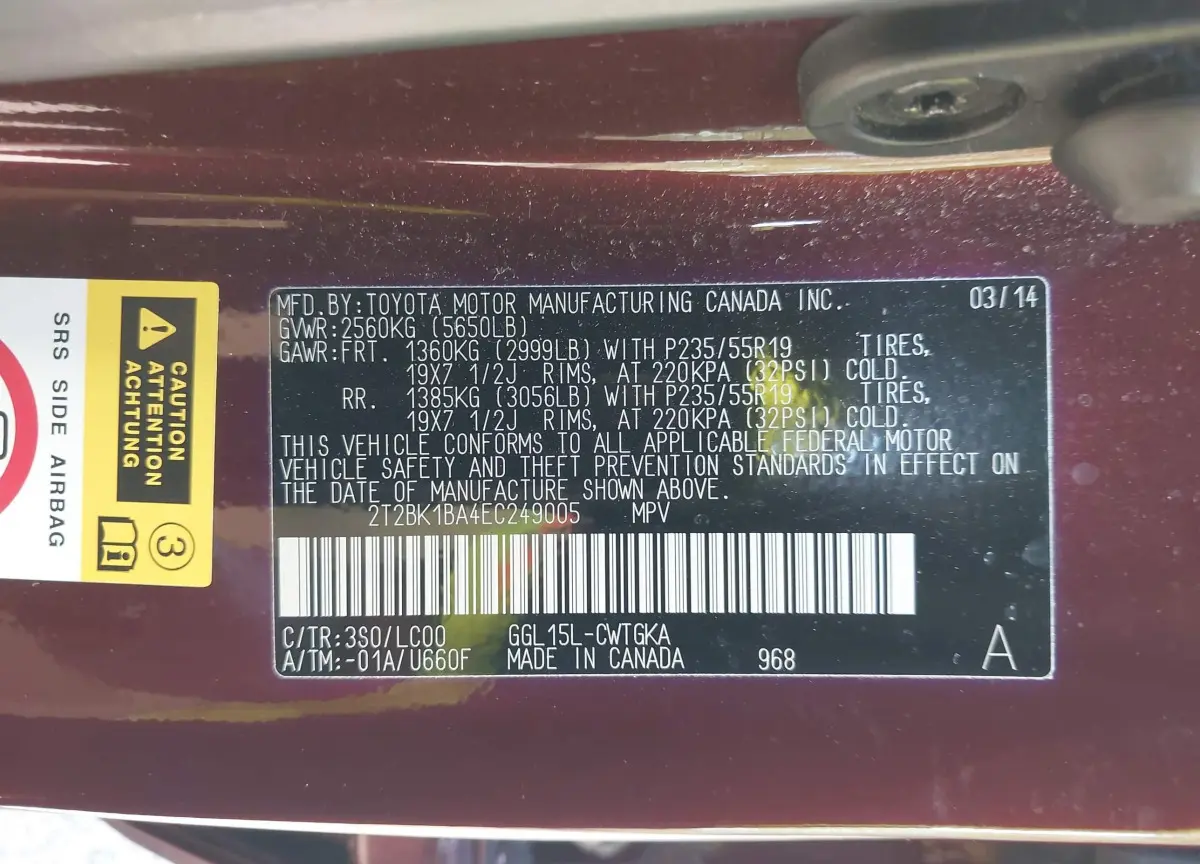 MFD.BY:TOYOTA MOTOR MANUFACTURING CANADA INC. 03/14
GVWR:2560KG (5650LB)
GAWR:FRT. 1360KG (2999LB) WITH P235/55R19 TIRES,
19X7 1/2J RIMS, AT 220KPA (32PSI) COLD.
RR. 1385KG (3056LB) WITH P235/55R19 TIRES,
19X7 1/2J RIMS, AT 220KPA (32PSI) COLD.
THIS VEHICLE CONFORMS TO ALL APPLICABLE FEDERAL MOTOR
VEHICLE SAFETY AND THEFT PREVENTION STANDARDS IN EFFECT ON
THE DATE OF MANUFACTURE SHOWN ABOVE.
2T2BK1BA4EC249005 MPV
C/TR:3S0/LC00 GGL15L-CWTGKA
A/TM:-01A/U660F MADE IN CANADA 968 A
CAUTION
ATTENTION
ACHTUNG
3
SRS SIDE AIRBAG